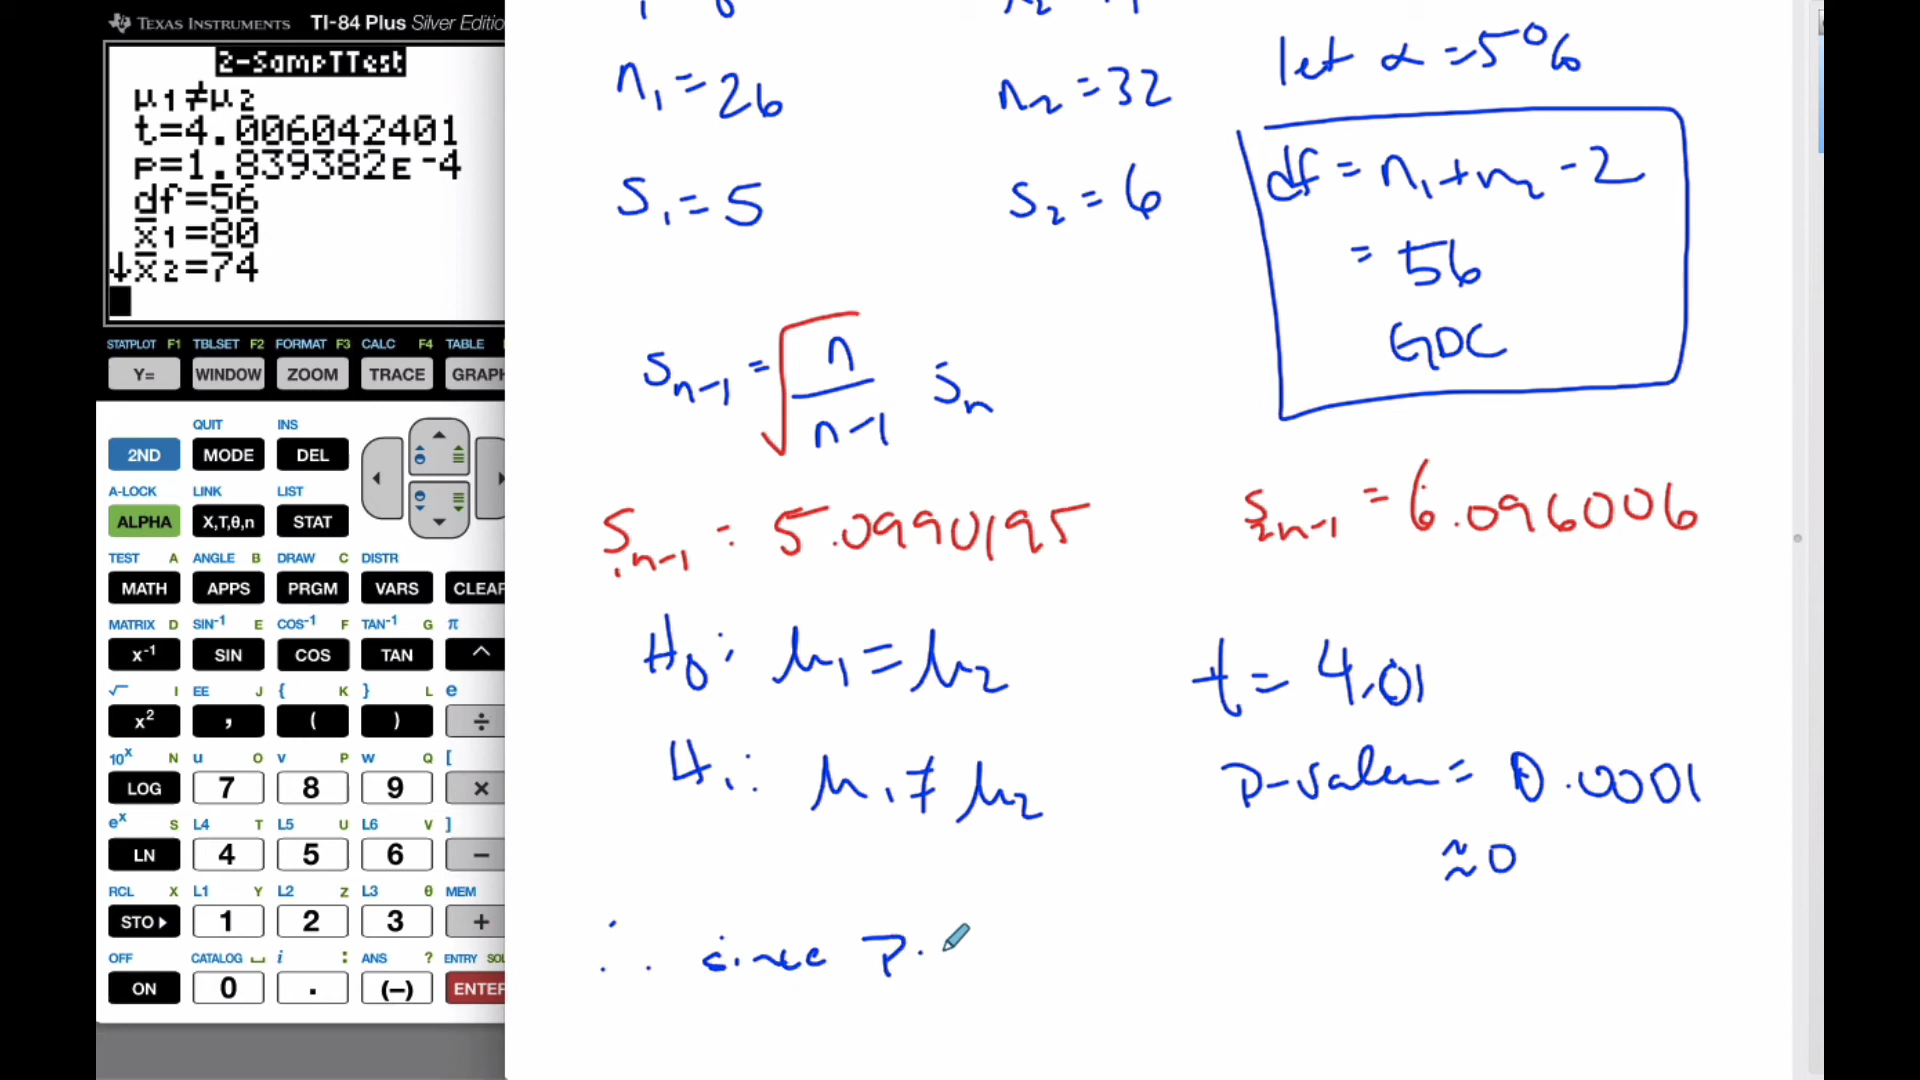 TEXAS INSTRUMENTS TI-84 Plus Silver Editio
2-SampTTest
μ1≠μ2
t=4.006042401
p=1.839382E-4
df=56
x̄1=80
↓x̄2=74
STATPLOT F1 TBLSET F2 FORMAT F3 CALC F4 TABLE
Y= WINDOW ZOOM TRACE GRAPH
QUIT INS
2ND MODE DEL
A-LOCK LINK LIST
ALPHA X,T,θ,n STAT
TEST A ANGLE B DRAW C DISTR
MATH APPS PRGM VARS CLEAR
MATRIX D SIN-1 E COS-1 F TAN-1 G π
x-1 SIN COS TAN ^
√ I EE J { K } L e
x2 , ( ) ÷
10x N u O v P w Q [
LOG 7 8 9 ×
ex S L4 T L5 U L6 V ]
LN 4 5 6 −
RCL X L1 Y L2 Z L3 θ MEM
STO▶ 1 2 3 +
OFF CATALOG ⎵ i : ANS ? ENTRY SOL
ON 0 . (−) ENTER
n1 = 26 n2 = 32 let α = 5%
s1 = 5 s2 = 6 df = n1 + n2 - 2
= 56
GDC
sn-1 = √n/n-1 sn
s1n-1 = 5.0990195 s2n-1 = 6.096006
H0: μ1 = μ2 t = 4.01
H1: μ1 ≠ μ2 p-value = 0.0001
≈ 0
∴ since p.